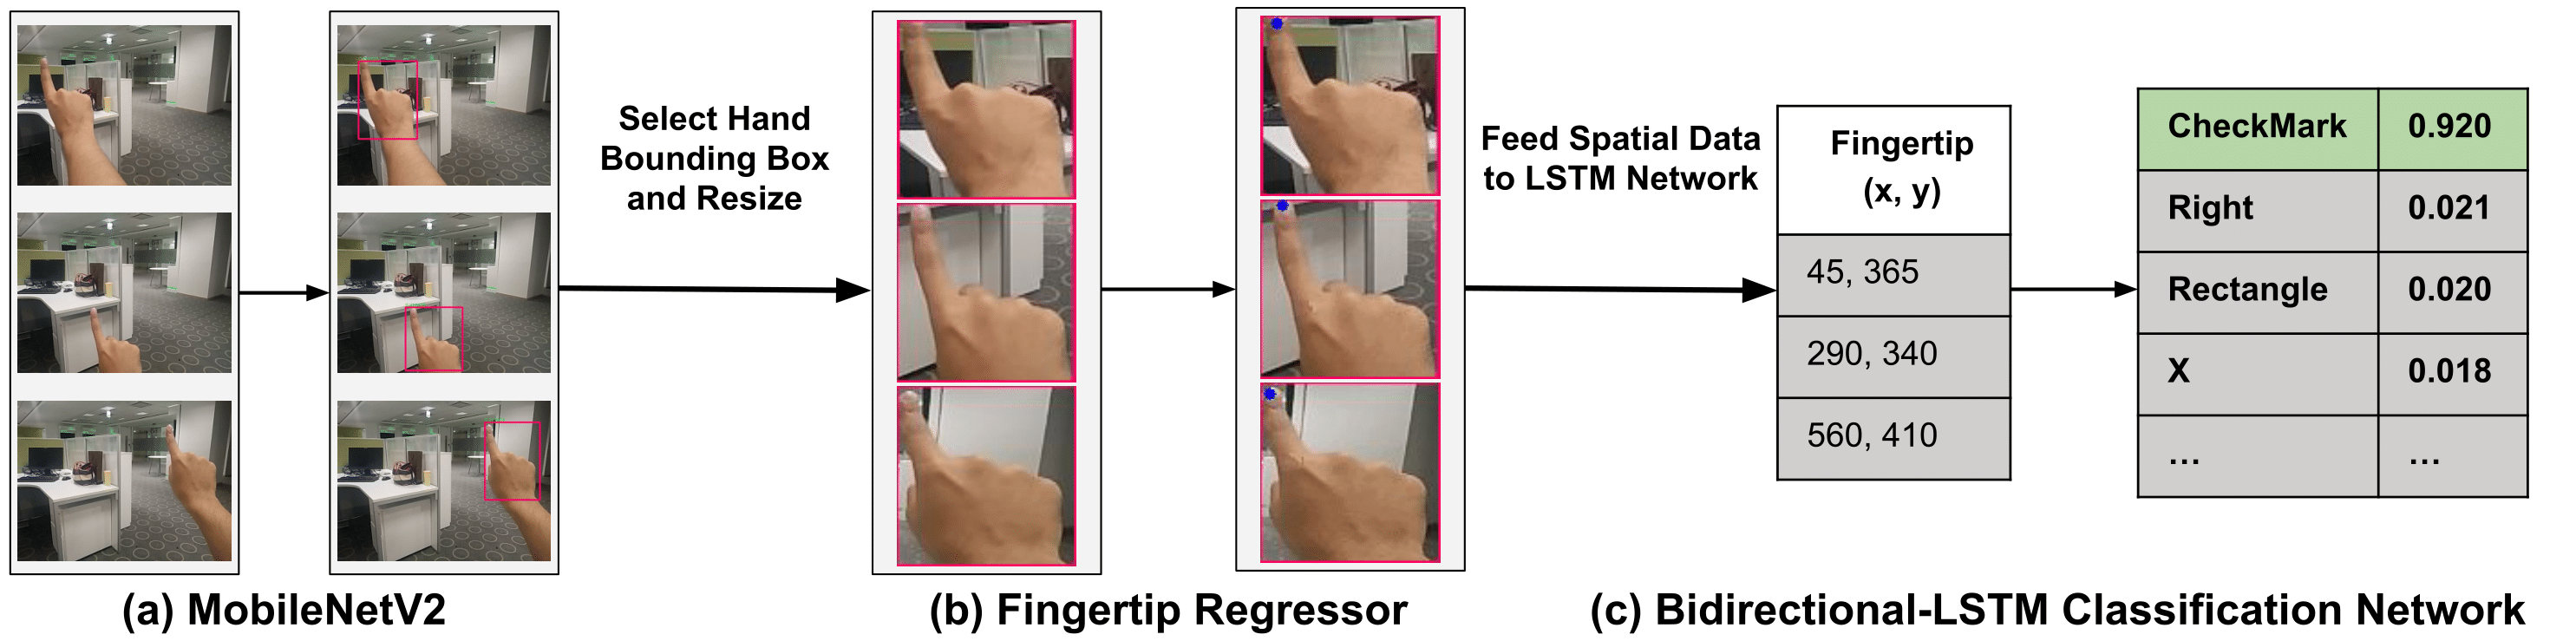 Select Hand
Bounding Box
and Resize
Feed Spatial Data
to LSTM Network
Fingertip
(x, y)
45, 365
290, 340
560, 410
CheckMark 0.920
Right 0.021
Rectangle 0.020
X 0.018
... ...
(a) MobileNetV2
(b) Fingertip Regressor
(c) Bidirectional-LSTM Classification Network